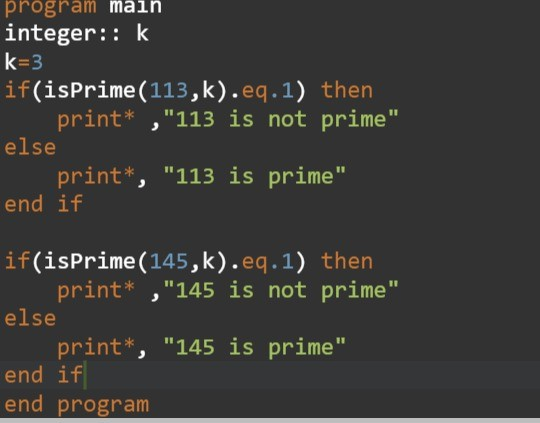 program main
integer:: k
k=3
if(isPrime(113,k).eq.1) then
    print* ,"113 is not prime"
else
    print*, "113 is prime"
end if
if(isPrime(145,k).eq.1) then
    print* ,"145 is not prime"
else
    print*, "145 is prime"
end if
end program